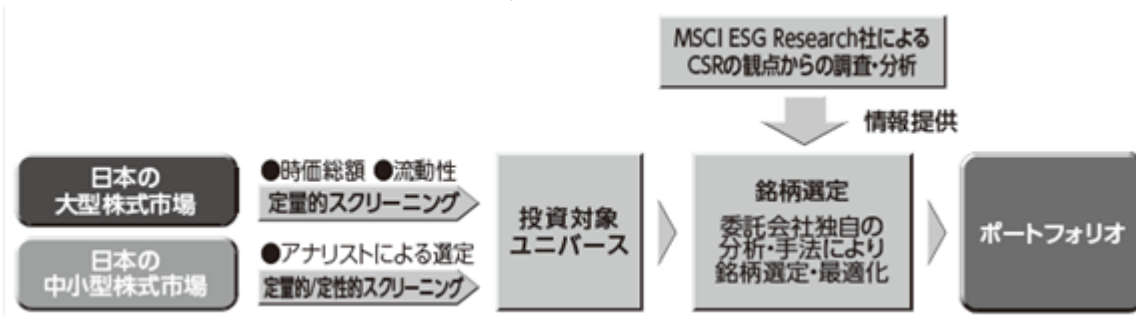 MSCI ESG Research社による
CSRの観点からの調査・分析
情報提供
日本の
大型株式市場
●時価総額 ●流動性
定量的スクリーニング
日本の
中小型株式市場
●アナリストによる選定
定量的/定性的スクリーニング
投資対象
ユニバース
銘柄選定
委託会社独自の
分析・手法により
銘柄選定・最適化
ポートフォリオ